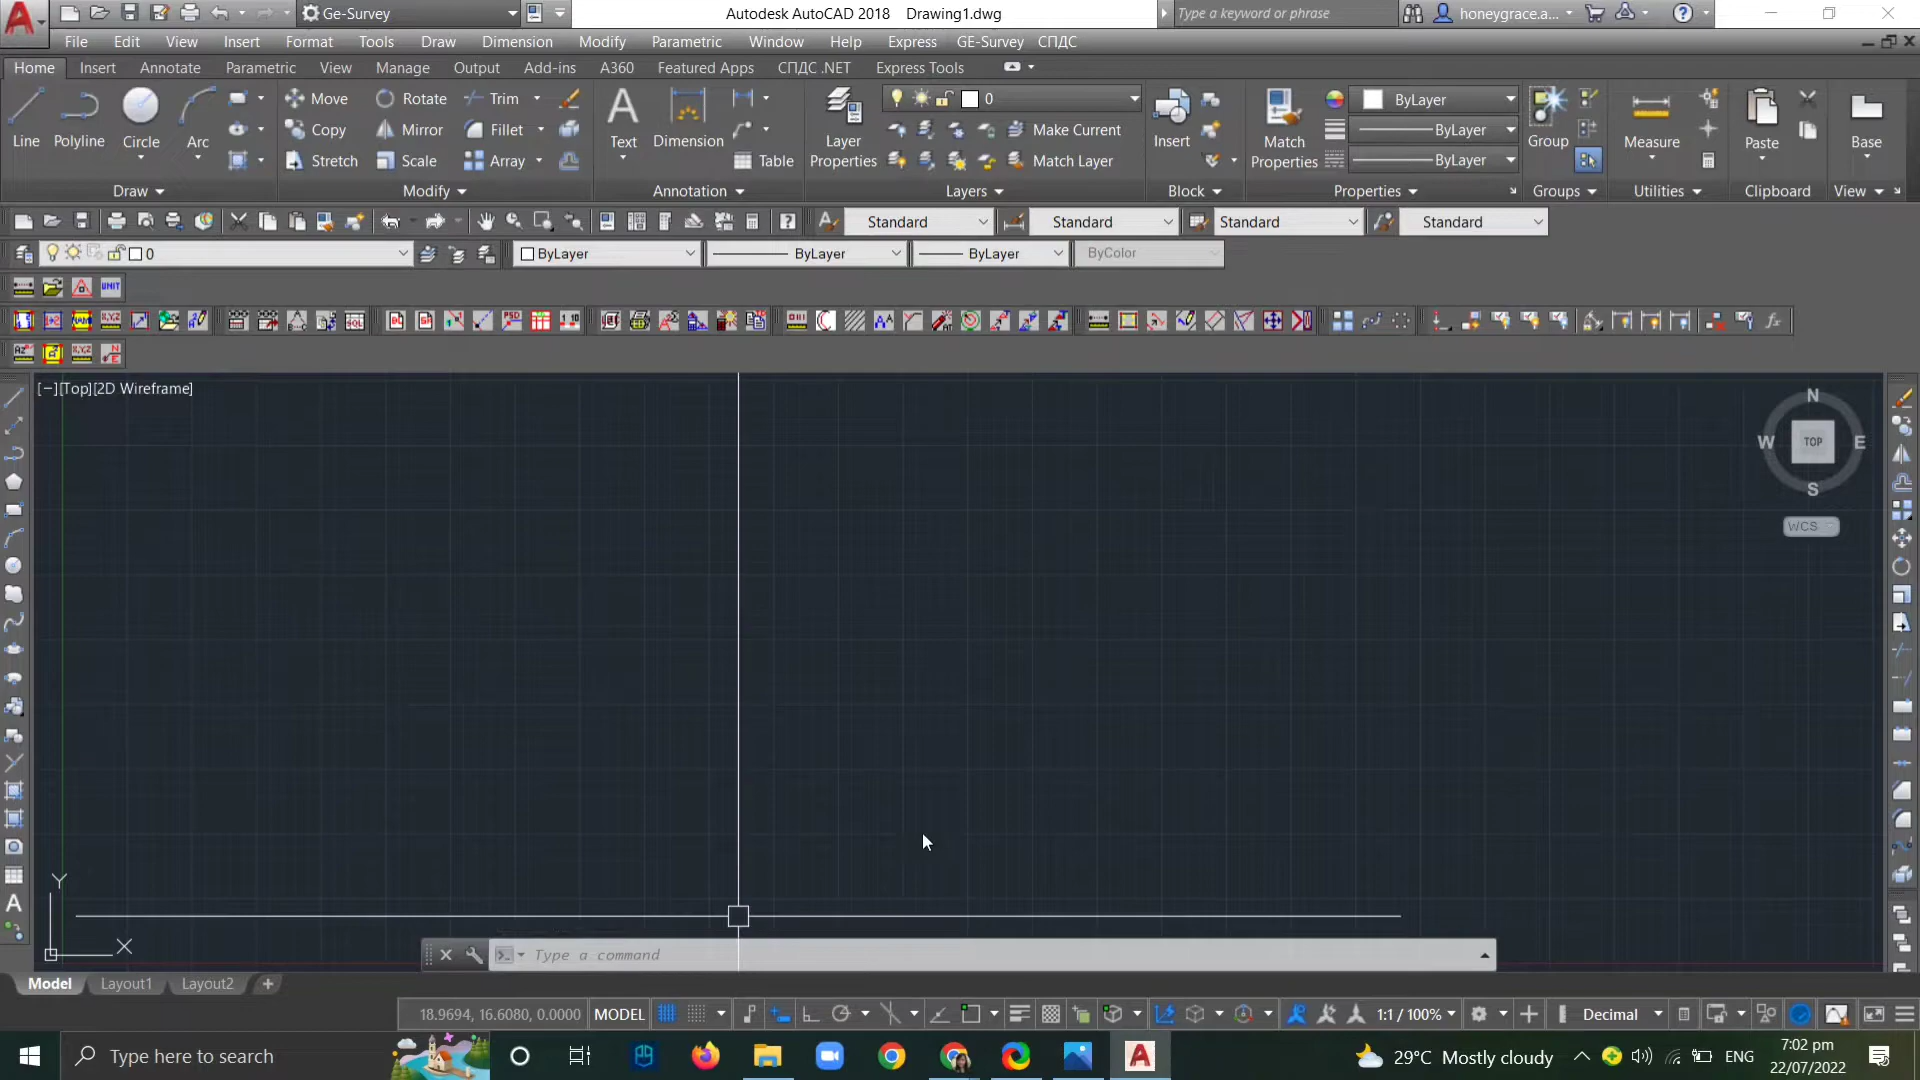 Ge-Survey
Autodesk AutoCAD 2018 Drawing1.dwg
Type a keyword or phrase
honeygrace.a...
File Edit View Insert Format Tools Draw Dimension Modify Parametric Window Help Express GE-Survey СПДС
Home Insert Annotate Parametric View Manage Output Add-ins A360 Featured Apps СПДС .NET Express Tools
Line Polyline Circle Arc
Move Rotate Trim
Copy Mirror Fillet
Stretch Scale Array
Text Dimension Table
Layer Properties
0
Make Current
Match Layer
Insert
Match Properties
ByLayer
ByLayer
ByLayer
Group
Measure
Paste
Base
Draw Modify Annotation Layers Block Properties Groups Utilities Clipboard View
Standard Standard Standard Standard
0 ByLayer ByLayer ByLayer ByColor
UNIT
[−][Top][2D Wireframe]
N
W TOP E
S
WCS
Y
X
A
Type a command
Model Layout1 Layout2 +
18.9694, 16.6080, 0.0000 MODEL 1:1 / 100% Decimal
Type here to search
29°C Mostly cloudy ENG
7:02 pm
22/07/2022